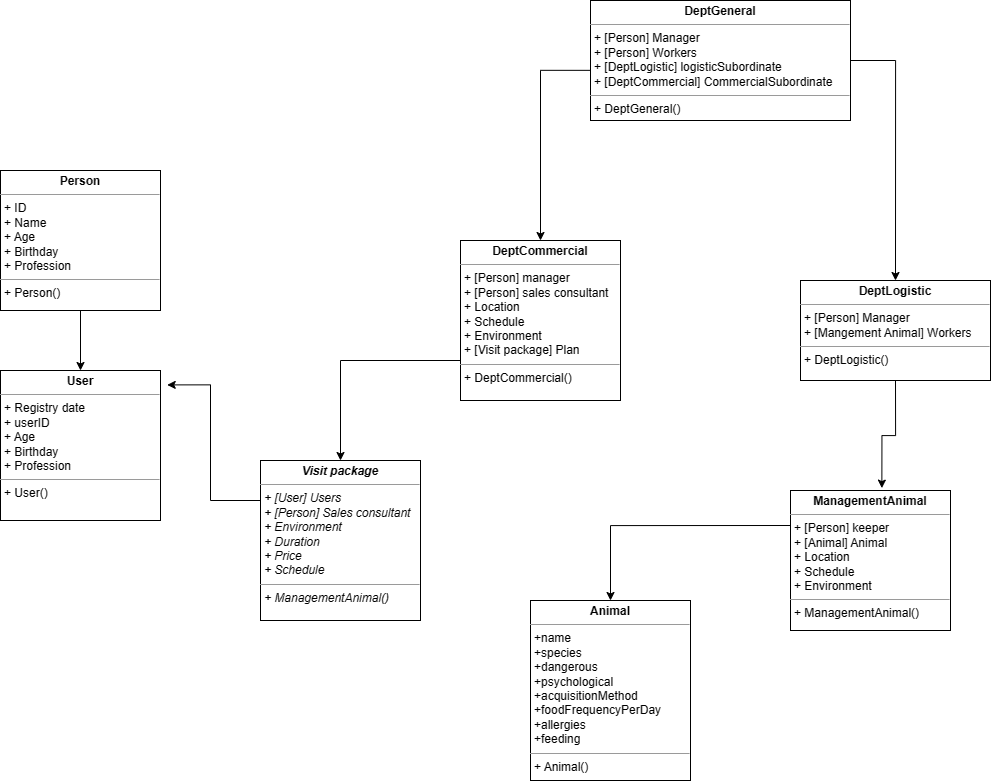 DeptGeneral
+ [Person] Manager
+ [Person] Workers
+ [DeptLogistic] logisticSubordinate
+ [DeptCommercial] CommercialSubordinate
+ DeptGeneral()
Person
+ ID
+ Name
+ Age
+ Birthday
+ Profession
+ Person()
DeptCommercial
+ [Person] manager
+ [Person] sales consultant
+ Location
+ Schedule
+ Environment
+ [Visit package] Plan
+ DeptCommercial()
DeptLogistic
+ [Person] Manager
+ [Mangement Animal] Workers
+ DeptLogistic()
User
+ Registry date
+ userID
+ Age
+ Birthday
+ Profession
+ User()
Visit package
+ [User] Users
+ [Person] Sales consultant
+ Environment
+ Duration
+ Price
+ Schedule
+ ManagementAnimal()
ManagementAnimal
+ [Person] keeper
+ [Animal] Animal
+ Location
+ Schedule
+ Environment
+ ManagementAnimal()
Animal
+name
+species
+dangerous
+psychological
+acquisitionMethod
+foodFrequencyPerDay
+allergies
+feeding
+ Animal()